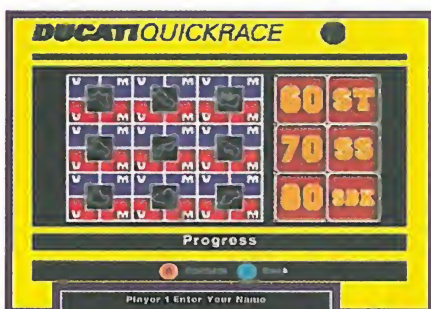 DUCATI QUICKRACE
V M V M V M
V M V M V M
60 ST
V M V M V M
V M V M V M
70 SS
V M V M V M
V M V M V M
80 SBK
Progress
A
Player 1 Enter Your Name